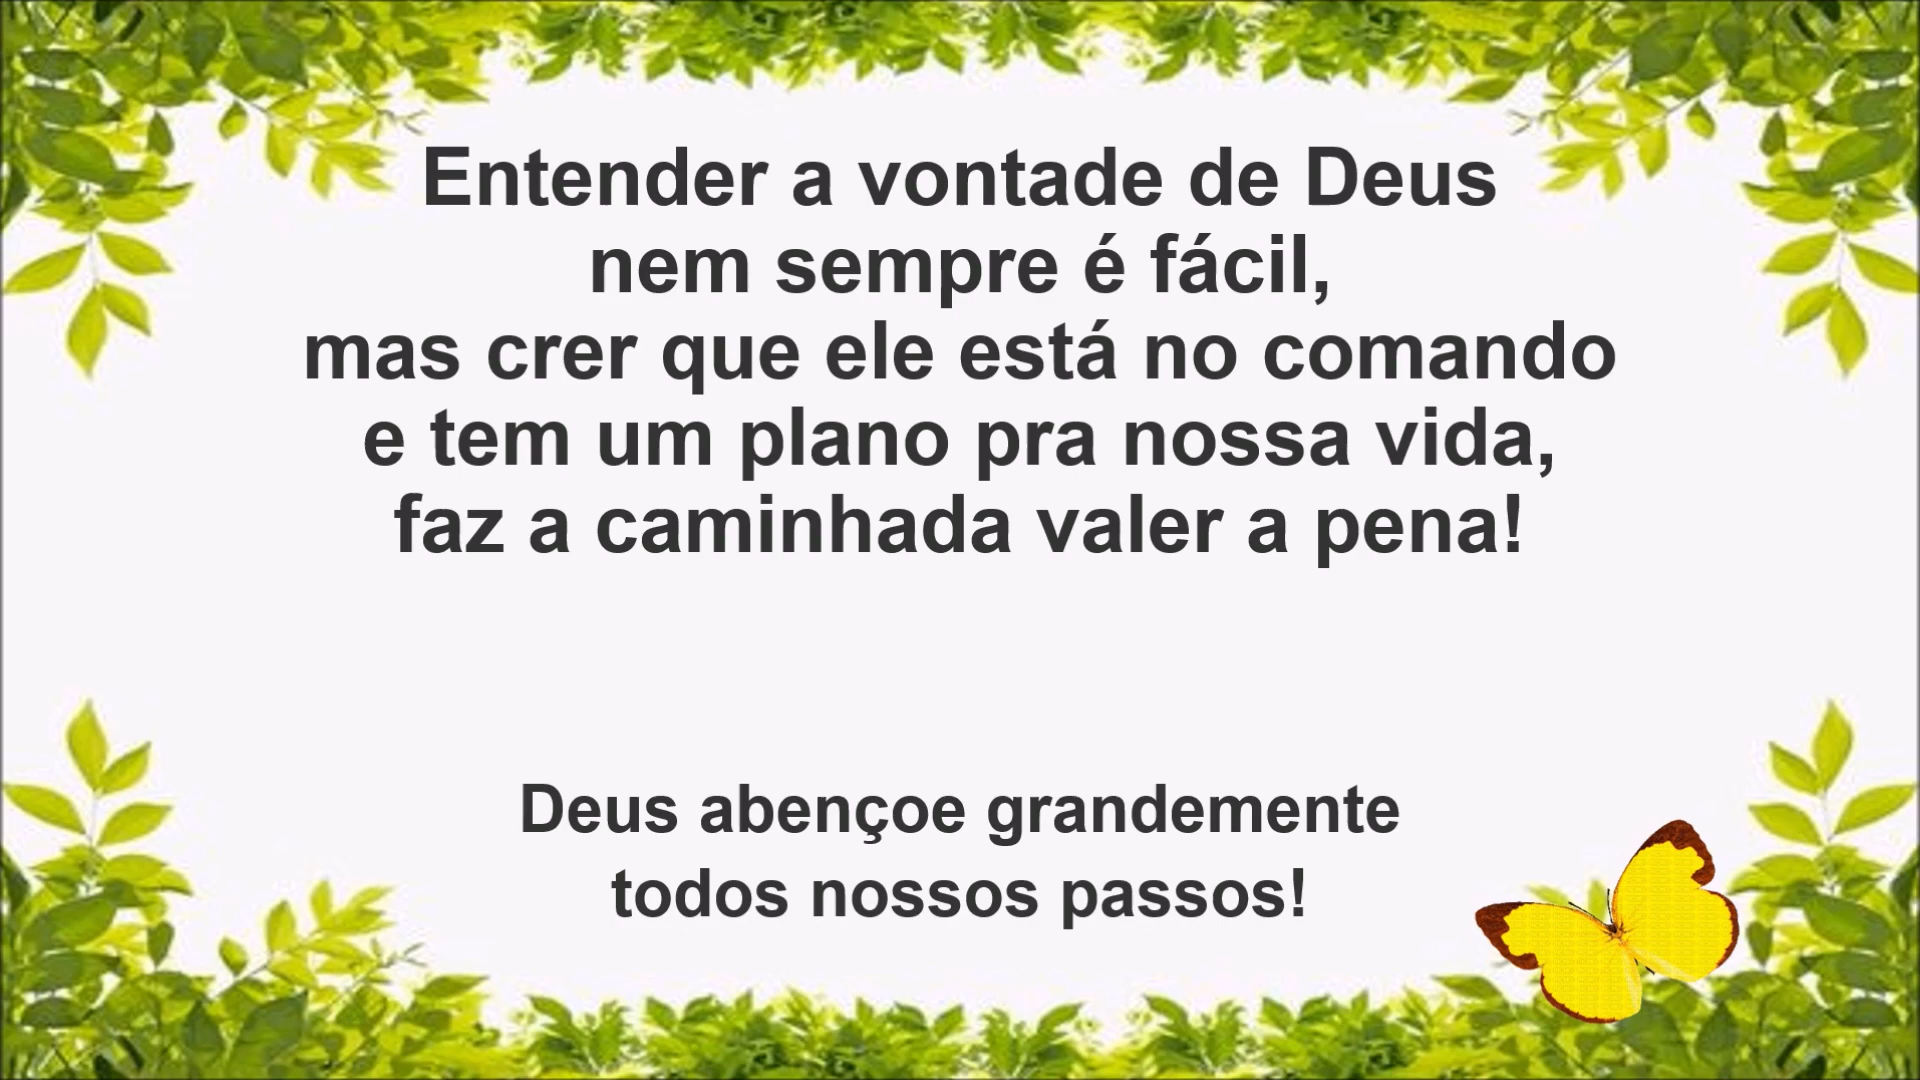 Entender a vontade de Deus
nem sempre é fácil,
mas crer que ele está no comando
e tem um plano pra nossa vida,
faz a caminhada valer a pena!
Deus abençoe grandemente
todos nossos passos!